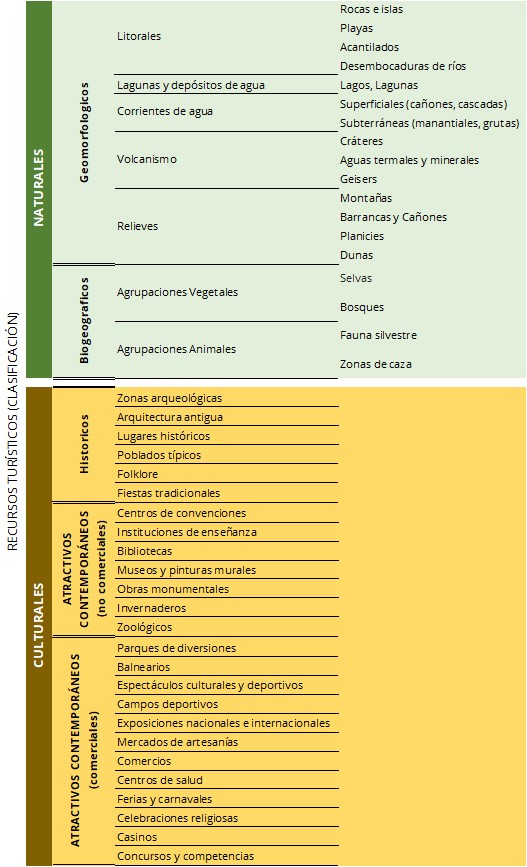 RECURSOS TURÍSTICOS (CLASIFICACIÓN)
NATURALES
Geomorfologicos
Litorales
Rocas e islas
Playas
Acantilados
Desembocaduras de ríos
Lagunas y depósitos de agua
Lagos, Lagunas
Corrientes de agua
Superficiales (cañones, cascadas)
Subterráneas (manantiales, grutas)
Volcanismo
Cráteres
Aguas termales y minerales
Geisers
Relieves
Montañas
Barrancas y Cañones
Planicies
Dunas
Biogeograficos
Agrupaciones Vegetales
Selvas
Bosques
Agrupaciones Animales
Fauna silvestre
Zonas de caza
CULTURALES
Historicos
Zonas arqueológicas
Arquitectura antigua
Lugares históricos
Poblados típicos
Folklore
Fiestas tradicionales
ATRACTIVOS
CONTEMPORÁNEOS
(no comerciales)
Centros de convenciones
Instituciones de enseñanza
Bibliotecas
Museos y pinturas murales
Obras monumentales
Invernaderos
Zoológicos
ATRACTIVOS CONTEMPORÁNEOS
(comerciales)
Parques de diversiones
Balnearios
Espectáculos culturales y deportivos
Campos deportivos
Exposiciones nacionales e internacionales
Mercados de artesanías
Comercios
Centros de salud
Ferias y carnavales
Celebraciones religiosas
Casinos
Concursos y competencias